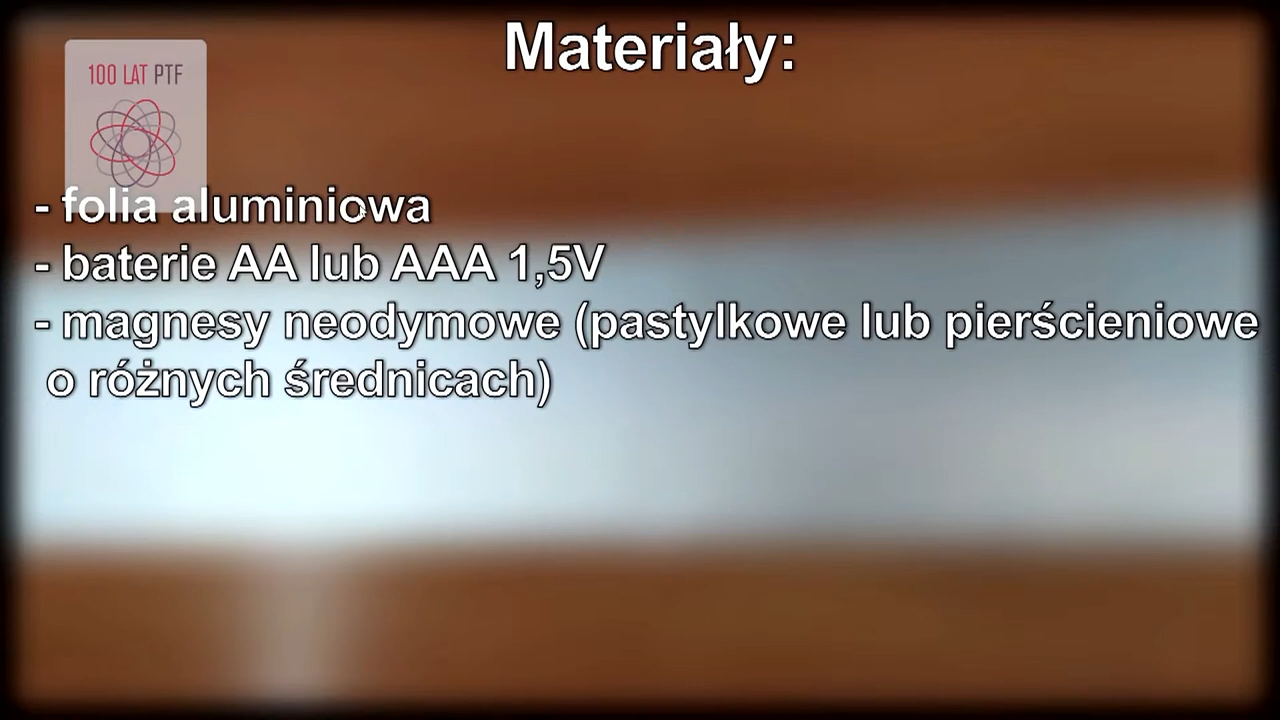 Materiały:
100 LAT PTF
- folia aluminiowa
- baterie AA lub AAA 1,5V
- magnesy neodymowe (pastylkowe lub pierścieniowe
o różnych średnicach)